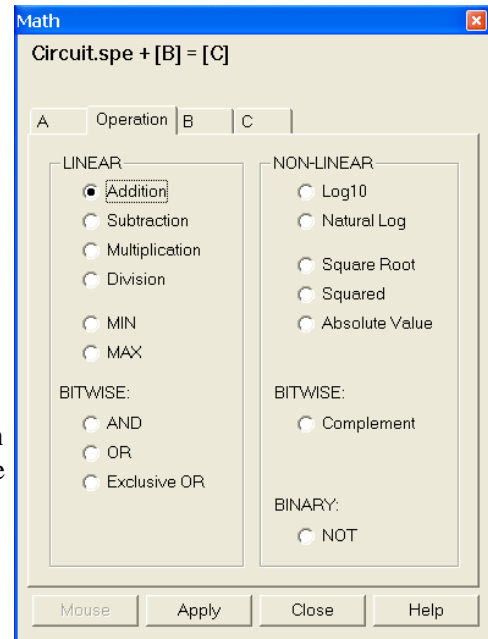 Math
Circuit.spe + [B] = [C]
A Operation B C
LINEAR
Addition
Subtraction
Multiplication
Division
MIN
MAX
BITWISE:
AND
OR
Exclusive OR
NON-LINEAR
Log10
Natural Log
Square Root
Squared
Absolute Value
BITWISE:
Complement
BINARY:
NOT
Mouse Apply Close Help